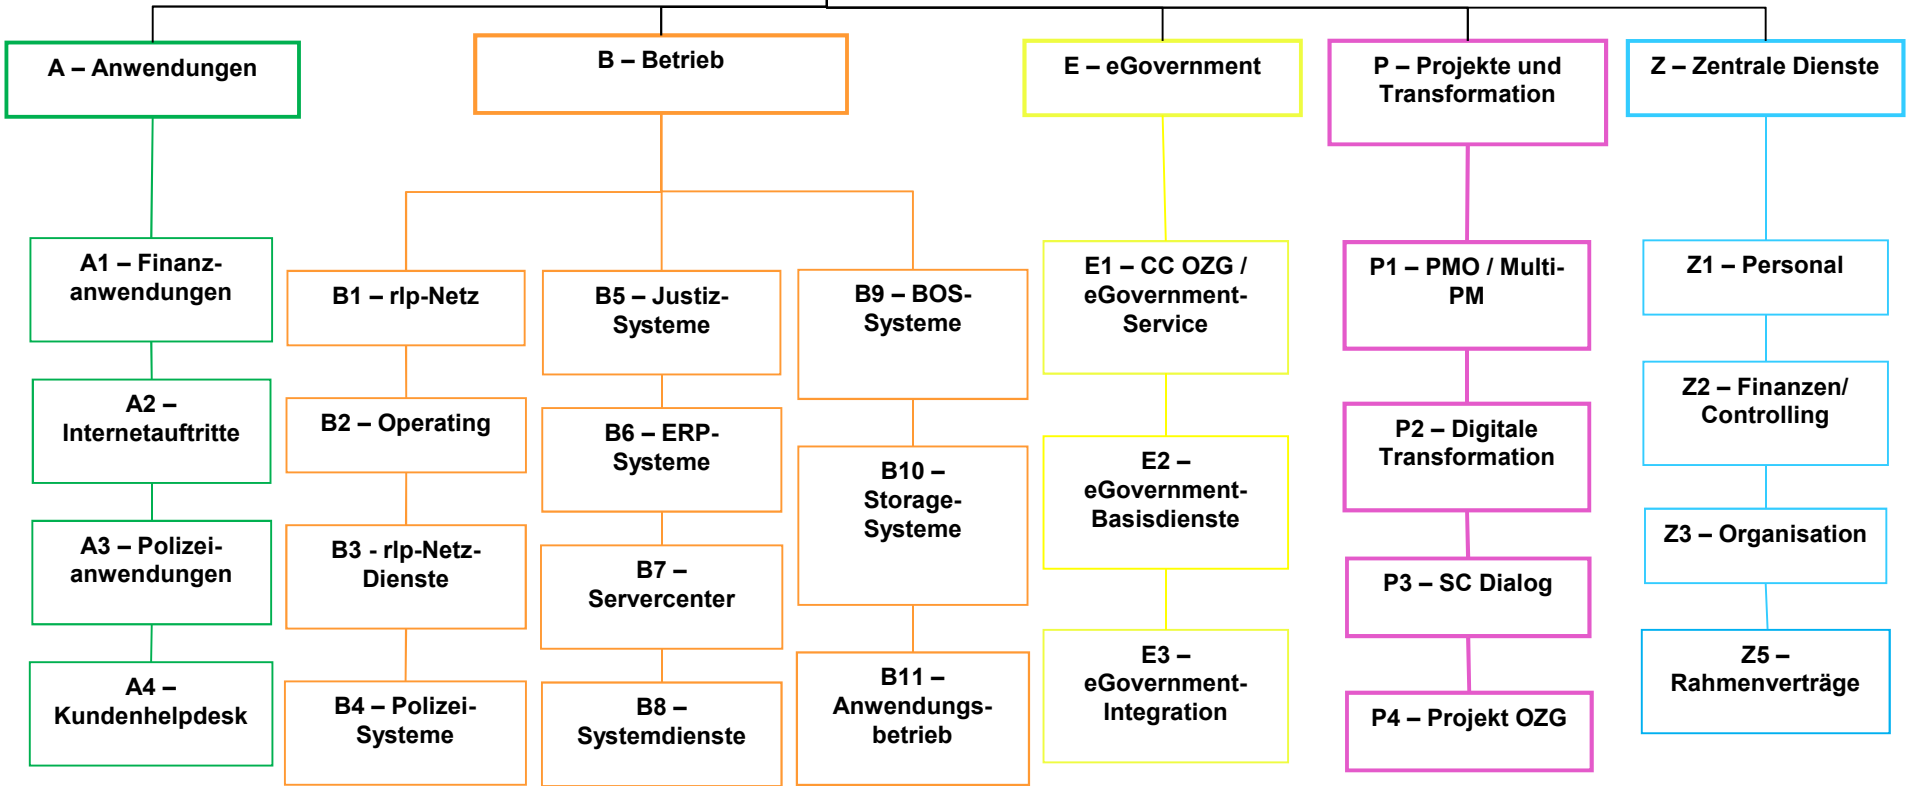 A – Anwendungen
B – Betrieb
E – eGovernment
P – Projekte und
Transformation
Z – Zentrale Dienste
A1 – Finanz-
anwendungen
A2 –
Internetauftritte
A3 – Polizei-
anwendungen
A4 –
Kundenhelpdesk
B1 – rlp-Netz
B2 – Operating
B3 - rlp-Netz-
Dienste
B4 – Polizei-
Systeme
B5 – Justiz-
Systeme
B6 – ERP-
Systeme
B7 –
Servercenter
B8 –
Systemdienste
B9 – BOS-
Systeme
B10 –
Storage-
Systeme
B11 –
Anwendungs-
betrieb
E1 – CC OZG /
eGovernment-
Service
E2 –
eGovernment-
Basisdienste
E3 –
eGovernment-
Integration
P1 – PMO / Multi-
PM
P2 – Digitale
Transformation
P3 – SC Dialog
P4 – Projekt OZG
Z1 – Personal
Z2 – Finanzen/
Controlling
Z3 – Organisation
Z5 –
Rahmenverträge